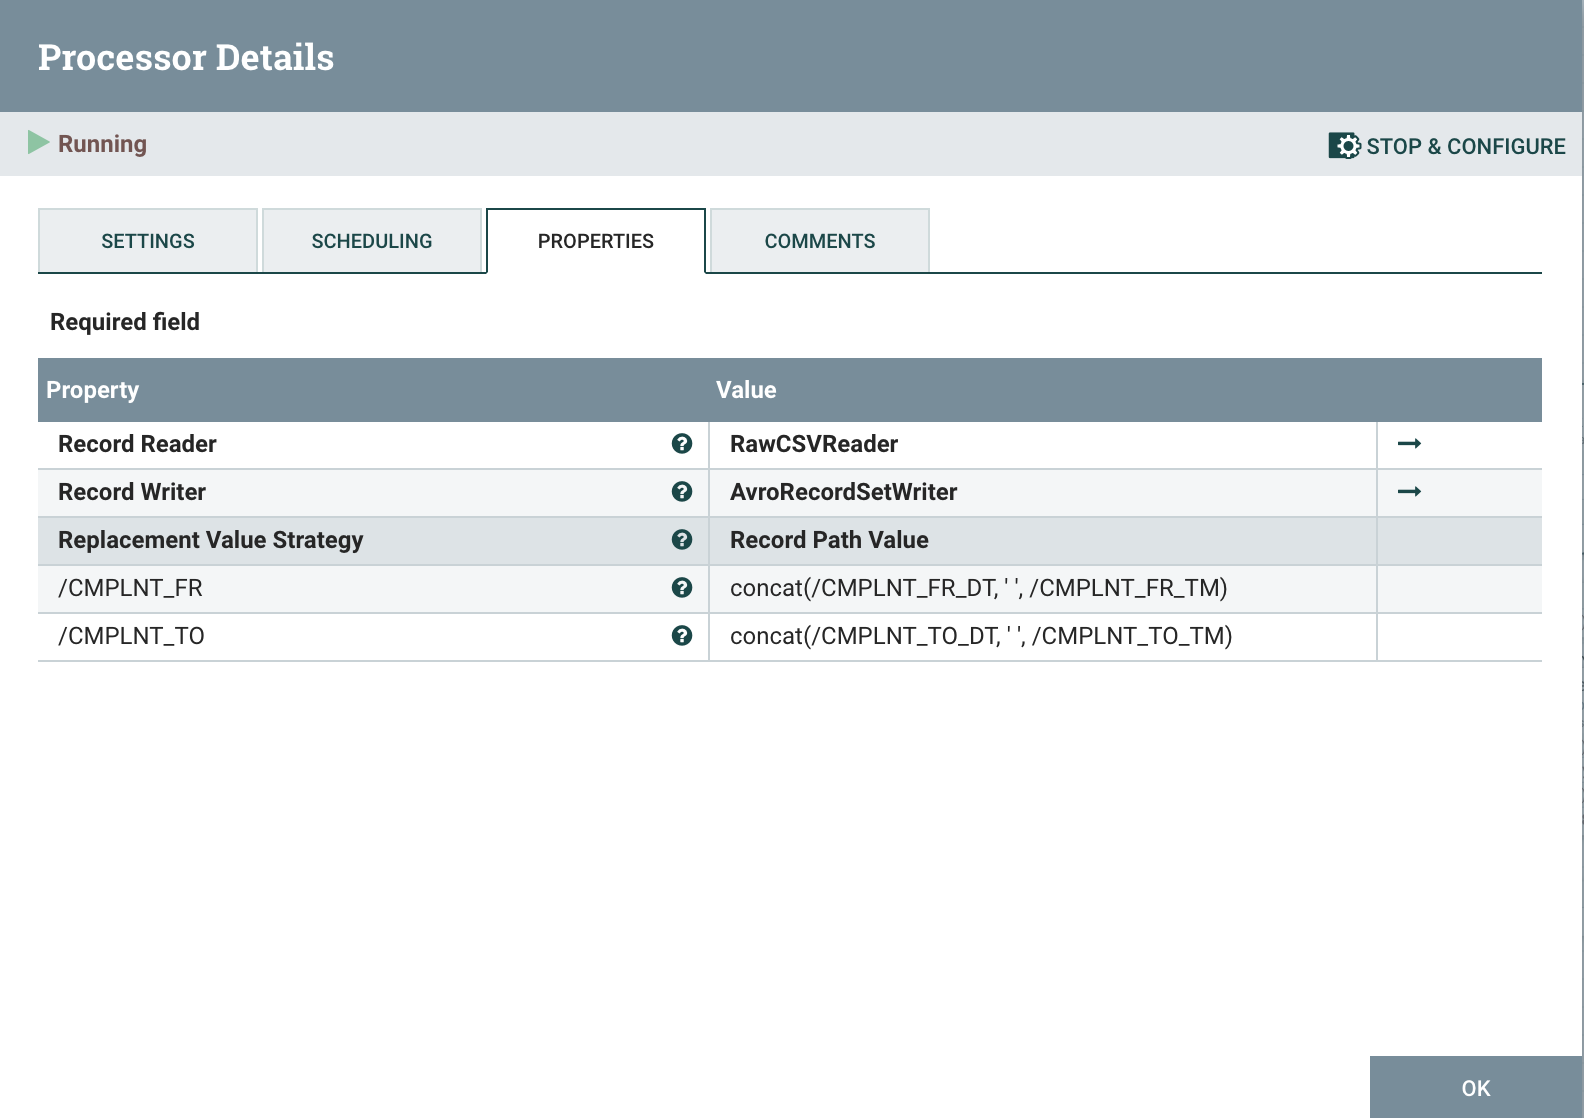 Processor Details
Running
STOP & CONFIGURE
SETTINGS SCHEDULING PROPERTIES COMMENTS
Required field
Property Value
Record Reader RawCSVReader
Record Writer AvroRecordSetWriter
Replacement Value Strategy Record Path Value
/CMPLNT_FR concat(/CMPLNT_FR_DT, ' ', /CMPLNT_FR_TM)
/CMPLNT_TO concat(/CMPLNT_TO_DT, ' ', /CMPLNT_TO_TM)
OK